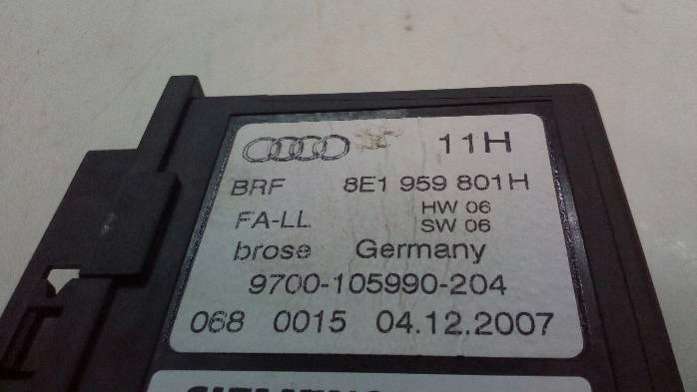 11H
BRF 8E1 959 801H
FA-LL HW 06
SW 06
brose Germany
9700-105990-204
068 0015 04.12.2007